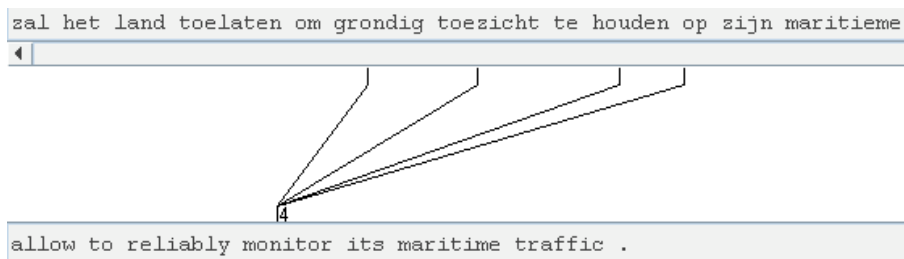 zal het land toelaten om grondig toezicht te houden op zijn maritieme
4
allow to reliably monitor its maritime traffic .